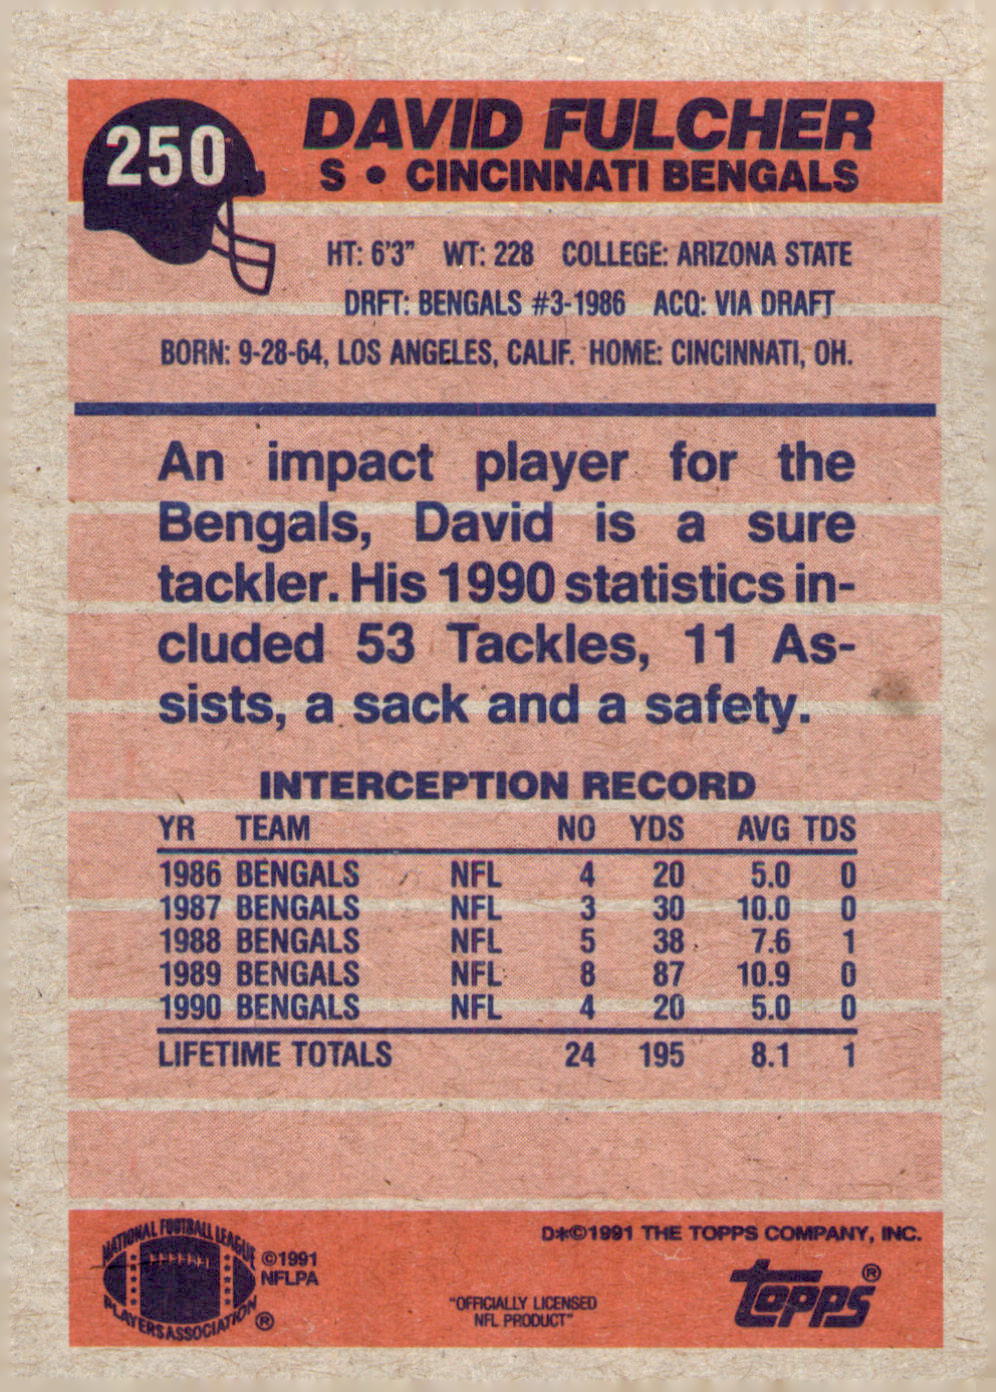 250
DAVID FULCHER
S • CINCINNATI BENGALS
HT: 6'3" WT: 228 COLLEGE: ARIZONA STATE
DRFT: BENGALS #3-1986 ACQ: VIA DRAFT
BORN: 9-28-64, LOS ANGELES, CALIF. HOME: CINCINNATI, OH.
An impact player for the
Bengals, David is a sure
tackler. His 1990 statistics in-
cluded 53 Tackles, 11 As-
sists, a sack and a safety.
INTERCEPTION RECORD
YR TEAM NO YDS AVG TDS
1986 BENGALS NFL 4 20 5.0 0
1987 BENGALS NFL 3 30 10.0 0
1988 BENGALS NFL 5 38 7.6 1
1989 BENGALS NFL 8 87 10.9 0
1990 BENGALS NFL 4 20 5.0 0
LIFETIME TOTALS 24 195 8.1 1
NATIONAL FOOTBALL LEAGUE
PLAYERS ASSOCIATION ®
©1991
NFLPA
"OFFICIALLY LICENSED
NFL PRODUCT"
D*©1991 THE TOPPS COMPANY, INC.
topps ®